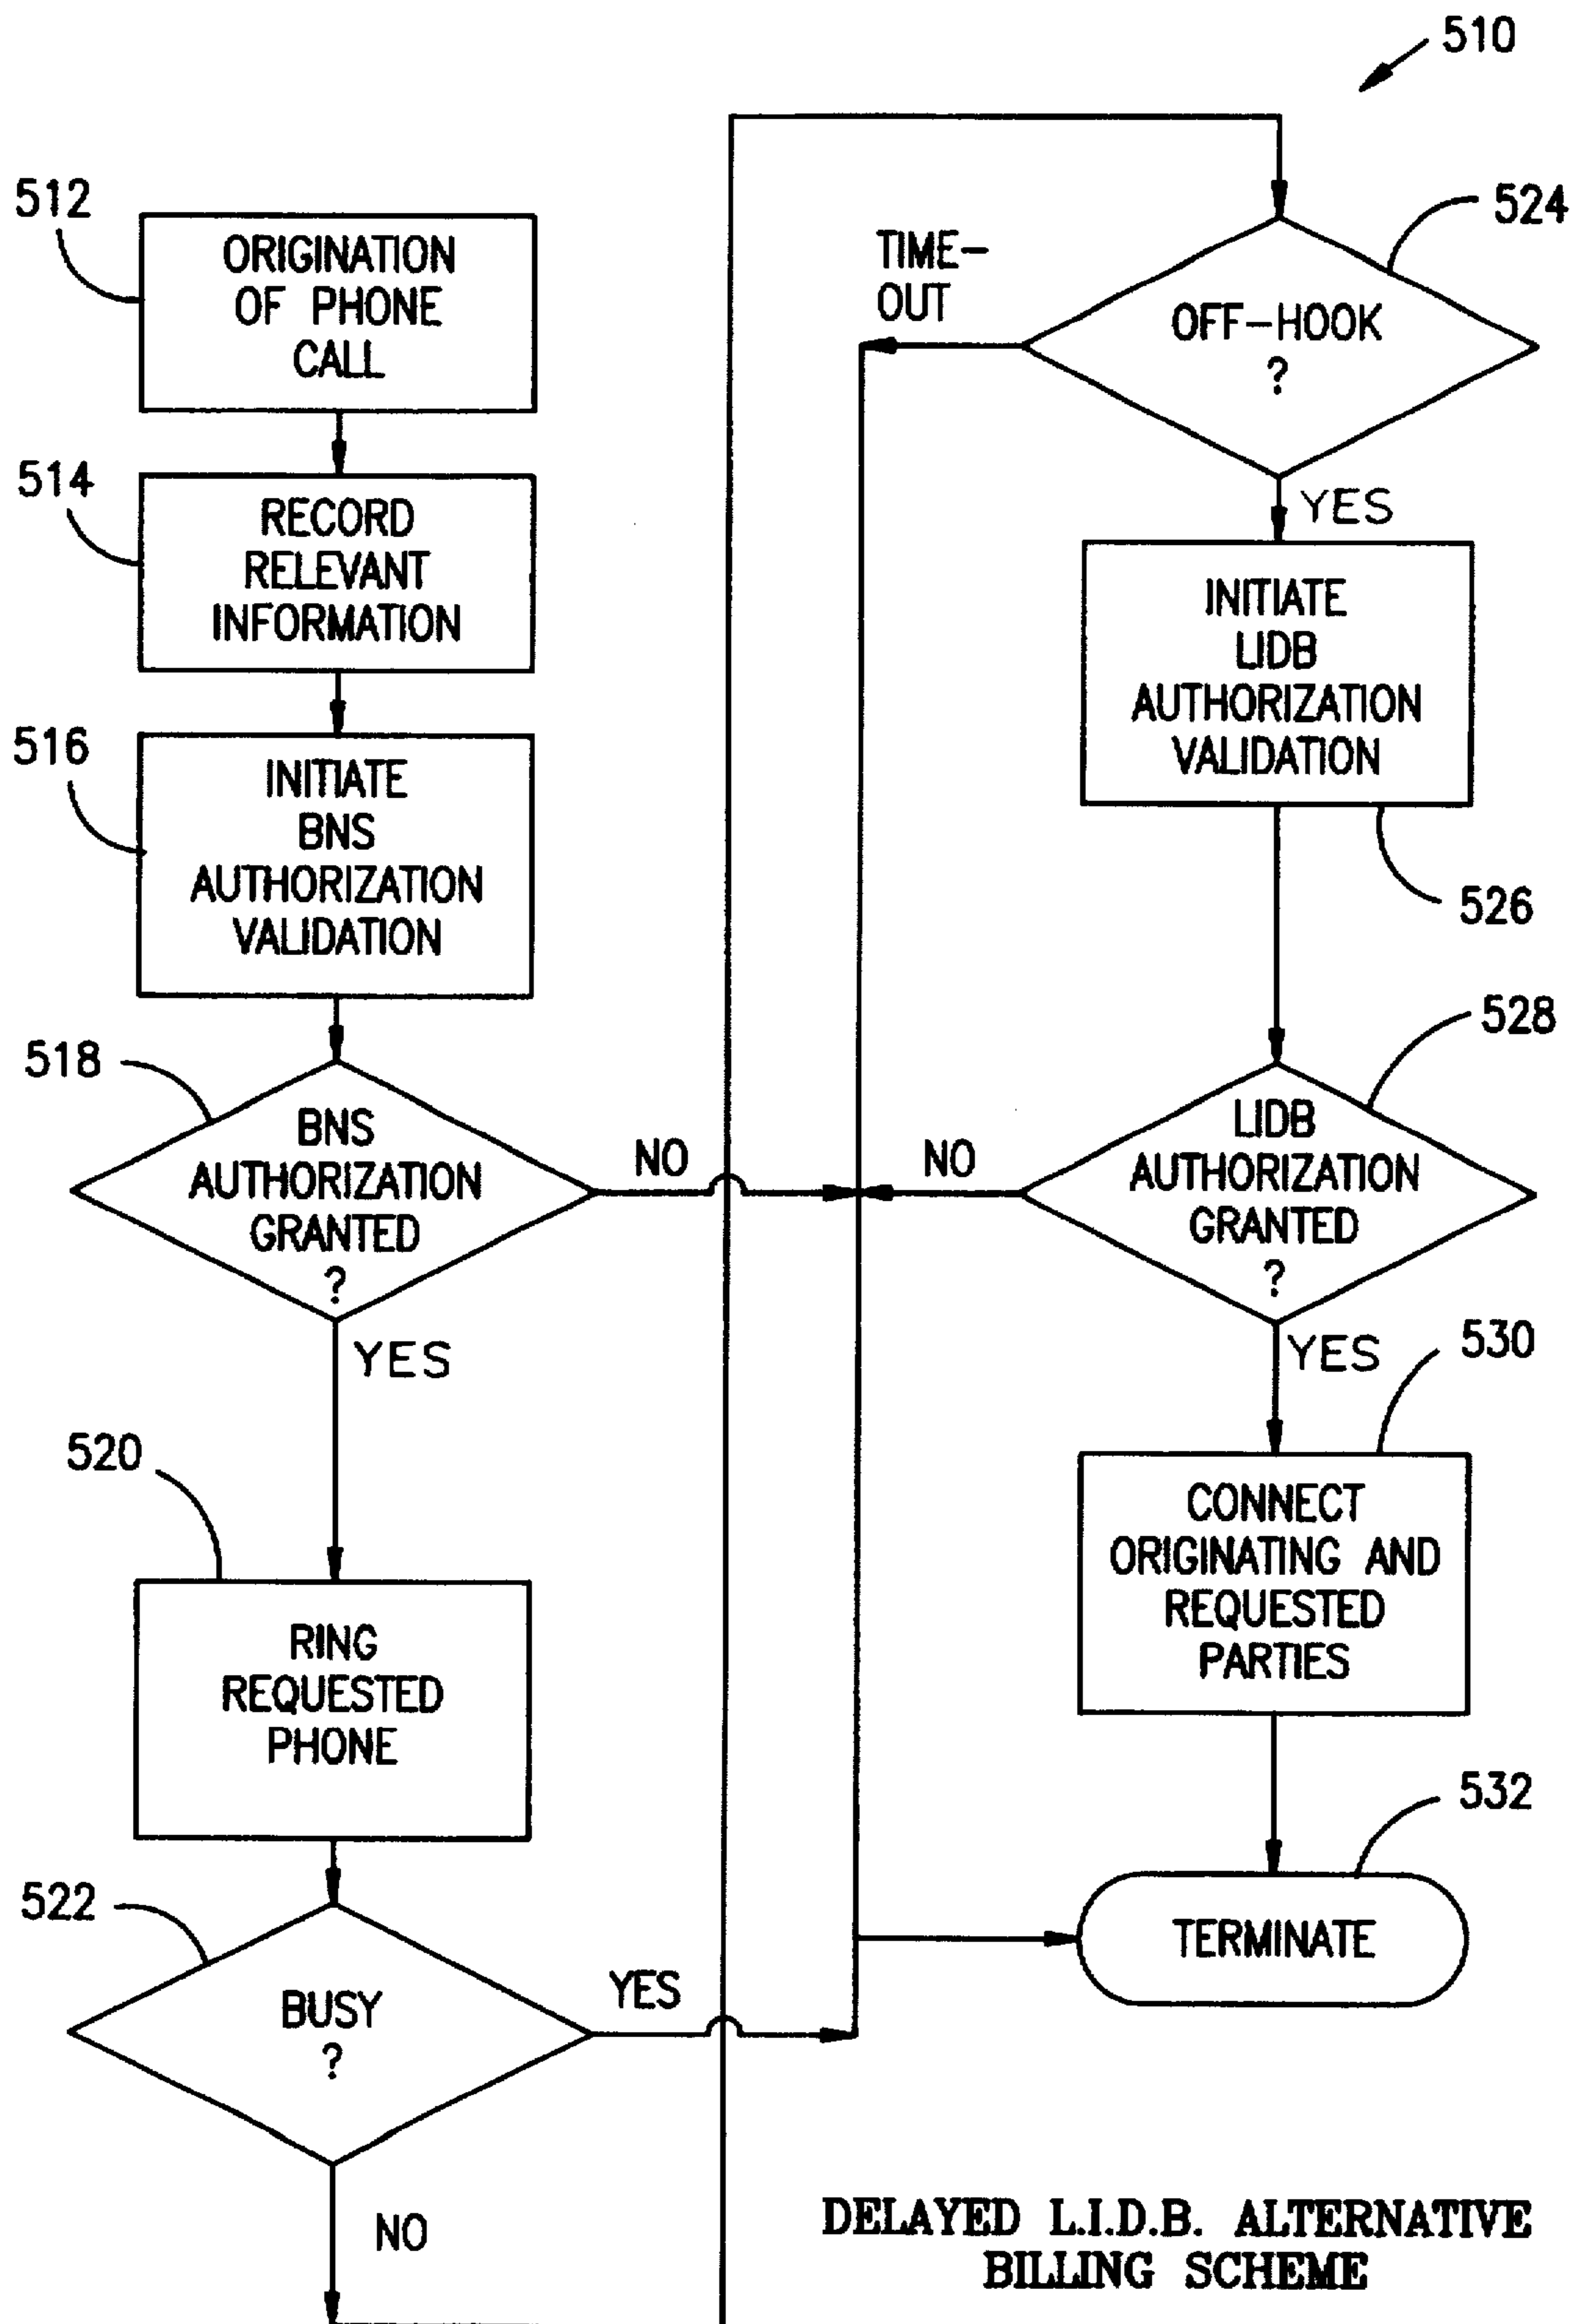 510
512
ORIGINATION
OF PHONE
CALL
514
RECORD
RELEVANT
INFORMATION
516
INITIATE
BNS
AUTHORIZATION
VALIDATION
518
BNS
AUTHORIZATION
GRANTED
?
NO
YES
520
RING
REQUESTED
PHONE
522
BUSY
?
YES
NO
524
TIME-
OUT
OFF-HOOK
?
YES
INITIATE
LIDB
AUTHORIZATION
VALIDATION
526
528
LIDB
AUTHORIZATION
GRANTED
?
NO
YES
530
CONNECT
ORIGINATING AND
REQUESTED
PARTIES
532
TERMINATE
DELAYED L.I.D.B. ALTERNATIVE
BILLING SCHEME